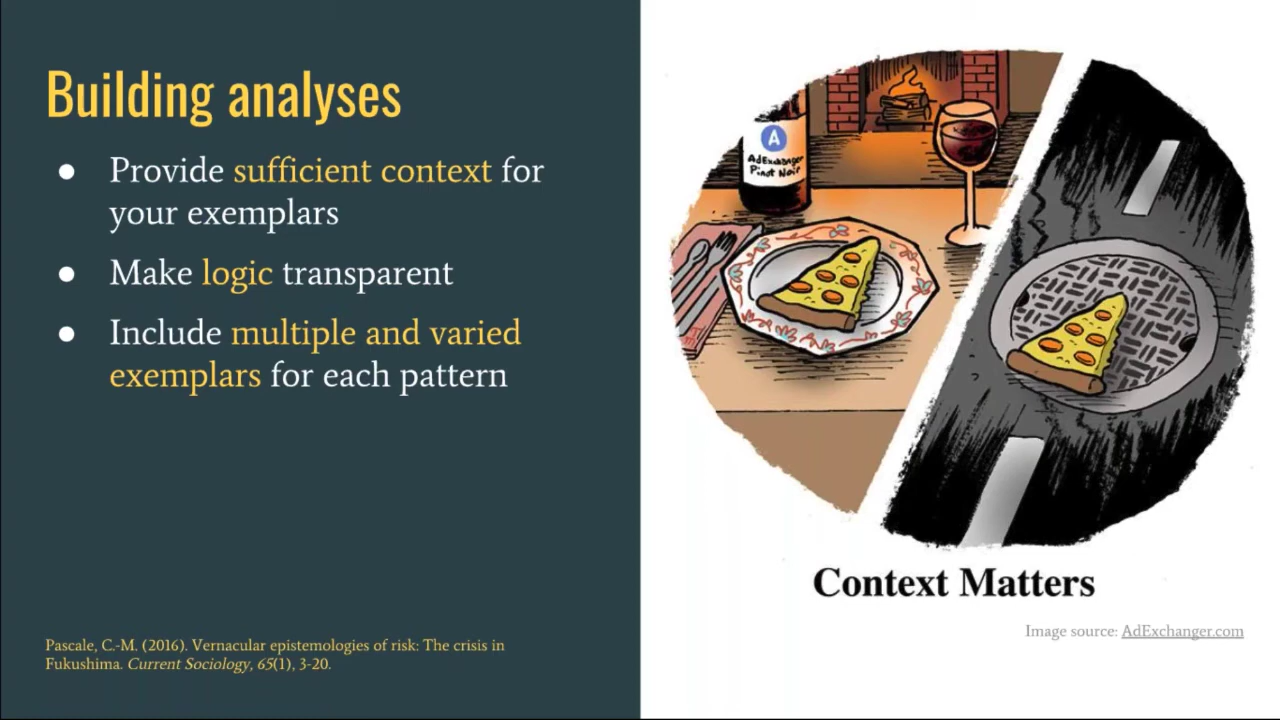 Building analyses
● Provide sufficient context for
your exemplars
● Make logic transparent
● Include multiple and varied
exemplars for each pattern
Pascale, C.-M. (2016). Vernacular epistemologies of risk: The crisis in
Fukushima. Current Sociology, 65(1), 3-20.
A
AdExchanger
Pinot Noir
Context Matters
Image source: AdExchanger.com